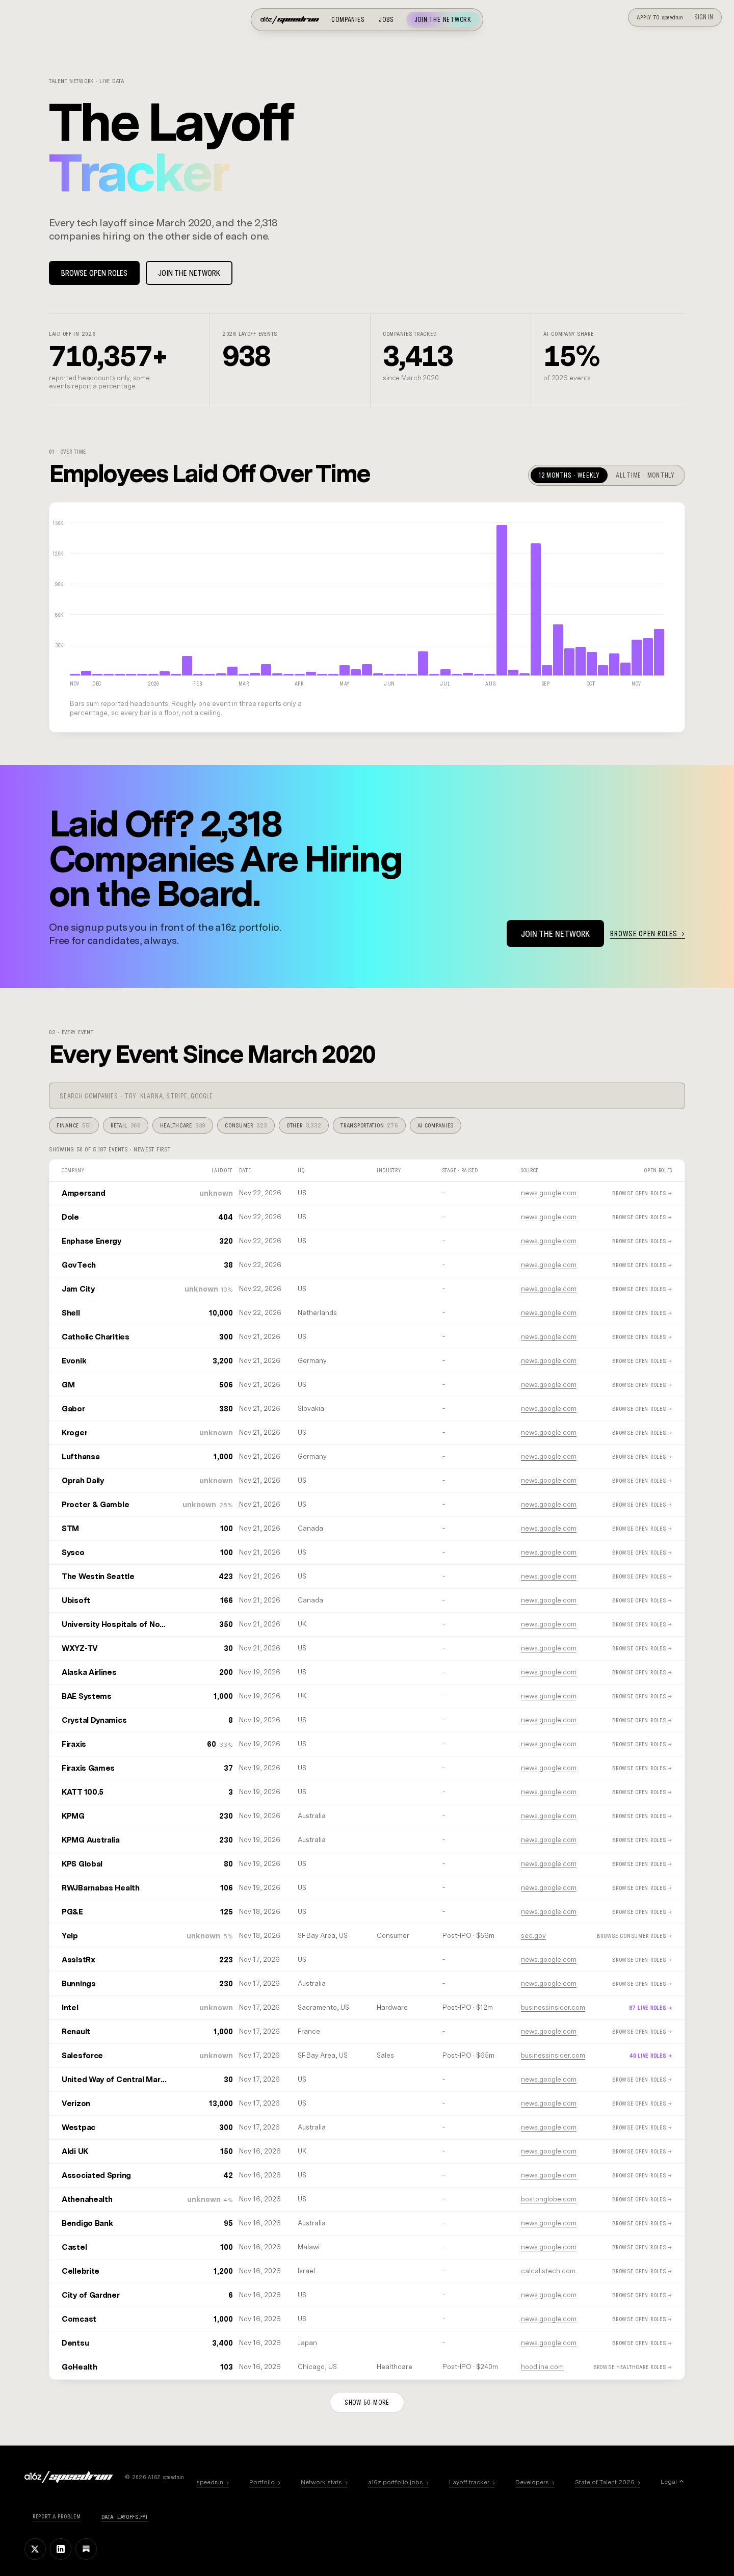 a16z/speedrun COMPANIES JOBS JOIN THE NETWORK
APPLY TO speedrun SIGN IN
TALENT NETWORK · LIVE DATA
The Layoff
Tracker
Every tech layoff since March 2020, and the 2,318
companies hiring on the other side of each one.
BROWSE OPEN ROLES JOIN THE NETWORK
LAID OFF IN 2026
710,357+
reported headcounts only; some
events report a percentage
2026 LAYOFF EVENTS
938
COMPANIES TRACKED
3,413
since March 2020
AI-COMPANY SHARE
15%
of 2026 events
01 · OVER TIME
Employees Laid Off Over Time
12 MONTHS · WEEKLY ALL TIME · MONTHLY
150K
120K
90K
60K
30K
NOV DEC 2026 FEB MAR APR MAY JUN JUL AUG SEP OCT NOV
Bars sum reported headcounts. Roughly one event in three reports only a
percentage, so every bar is a floor, not a ceiling.
Laid Off? 2,318
Companies Are Hiring
on the Board.
One signup puts you in front of the a16z portfolio.
Free for candidates, always.
JOIN THE NETWORK BROWSE OPEN ROLES →
02 · EVERY EVENT
Every Event Since March 2020
SEARCH COMPANIES - TRY: KLARNA, STRIPE, GOOGLE
FINANCE RETAIL HEALTHCARE CONSUMER 323 OTHER 3,332 TRANSPORTATION 276 AI COMPANIES
SHOWING 50 OF 5,187 EVENTS · NEWEST FIRST
COMPANY LAID OFF DATE HQ INDUSTRY STAGE · RAISED SOURCE OPEN ROLES
Ampersand unknown Nov 22, 2026 US - news.google.com BROWSE OPEN ROLES →
Dole 404 Nov 22, 2026 US - news.google.com BROWSE OPEN ROLES →
Enphase Energy 320 Nov 22, 2026 US - news.google.com BROWSE OPEN ROLES →
GovTech 38 Nov 22, 2026 - news.google.com BROWSE OPEN ROLES →
Jam City unknown 10% Nov 22, 2026 US - news.google.com BROWSE OPEN ROLES →
Shell 10,000 Nov 22, 2026 Netherlands - news.google.com BROWSE OPEN ROLES →
Catholic Charities 300 Nov 21, 2026 US - news.google.com BROWSE OPEN ROLES →
Evonik 3,200 Nov 21, 2026 Germany - news.google.com BROWSE OPEN ROLES →
GM 506 Nov 21, 2026 US - news.google.com BROWSE OPEN ROLES →
Gabor 380 Nov 21, 2026 Slovakia - news.google.com BROWSE OPEN ROLES →
Kroger unknown Nov 21, 2026 US - news.google.com BROWSE OPEN ROLES →
Lufthansa 1,000 Nov 21, 2026 Germany - news.google.com BROWSE OPEN ROLES →
Oprah Daily unknown Nov 21, 2026 US - news.google.com BROWSE OPEN ROLES →
Procter & Gamble unknown 25% Nov 21, 2026 US - news.google.com BROWSE OPEN ROLES →
STM 100 Nov 21, 2026 Canada - news.google.com BROWSE OPEN ROLES →
Sysco 100 Nov 21, 2026 US - news.google.com BROWSE OPEN ROLES →
The Westin Seattle 423 Nov 21, 2026 US - news.google.com BROWSE OPEN ROLES →
Ubisoft 166 Nov 21, 2026 Canada - news.google.com BROWSE OPEN ROLES →
University Hospitals of No... 350 Nov 21, 2026 UK - news.google.com BROWSE OPEN ROLES →
WXYZ-TV 30 Nov 21, 2026 US - news.google.com BROWSE OPEN ROLES →
Alaska Airlines 200 Nov 19, 2026 US - news.google.com BROWSE OPEN ROLES →
BAE Systems 1,000 Nov 19, 2026 UK - news.google.com BROWSE OPEN ROLES →
Crystal Dynamics 8 Nov 19, 2026 US - news.google.com BROWSE OPEN ROLES →
Firaxis 60 33% Nov 19, 2026 US - news.google.com BROWSE OPEN ROLES →
Firaxis Games 37 Nov 19, 2026 US - news.google.com BROWSE OPEN ROLES →
KATT 100.5 3 Nov 19, 2026 US - news.google.com BROWSE OPEN ROLES →
KPMG 230 Nov 19, 2026 Australia - news.google.com BROWSE OPEN ROLES →
KPMG Australia 230 Nov 19, 2026 Australia - news.google.com BROWSE OPEN ROLES →
KPS Global 80 Nov 19, 2026 US - news.google.com BROWSE OPEN ROLES →
RWJBarnabas Health 106 Nov 19, 2026 US - news.google.com BROWSE OPEN ROLES →
PG&E 125 Nov 18, 2026 US - news.google.com BROWSE OPEN ROLES →
Yelp unknown 5% Nov 18, 2026 SF Bay Area, US Consumer Post-IPO · $56m sec.gov BROWSE CONSUMER ROLES →
AssistRx 223 Nov 17, 2026 US - news.google.com BROWSE OPEN ROLES →
Bunnings 230 Nov 17, 2026 Australia - news.google.com BROWSE OPEN ROLES →
Intel unknown Nov 17, 2026 Sacramento, US Hardware Post-IPO · $12m businessinsider.com 87 LIVE ROLES →
Renault 1,000 Nov 17, 2026 France - news.google.com BROWSE OPEN ROLES →
Salesforce unknown Nov 17, 2026 SF Bay Area, US Sales Post-IPO · $65m businessinsider.com 40 LIVE ROLES →
United Way of Central Mar... 30 Nov 17, 2026 US - news.google.com BROWSE OPEN ROLES →
Verizon 13,000 Nov 17, 2026 US - news.google.com BROWSE OPEN ROLES →
Westpac 300 Nov 17, 2026 Australia - news.google.com BROWSE OPEN ROLES →
Aldi UK 150 Nov 16, 2026 UK - news.google.com BROWSE OPEN ROLES →
Associated Spring 42 Nov 16, 2026 US - news.google.com BROWSE OPEN ROLES →
Athenahealth unknown 4% Nov 16, 2026 US - bostonglobe.com BROWSE OPEN ROLES →
Bendigo Bank 95 Nov 16, 2026 Australia - news.google.com BROWSE OPEN ROLES →
Castel 100 Nov 16, 2026 Malawi - news.google.com BROWSE OPEN ROLES →
Cellebrite 1,200 Nov 16, 2026 Israel - calcalistech.com BROWSE OPEN ROLES →
City of Gardner 6 Nov 16, 2026 US - news.google.com BROWSE OPEN ROLES →
Comcast 1,000 Nov 16, 2026 US - news.google.com BROWSE OPEN ROLES →
Dentsu 3,400 Nov 16, 2026 Japan - news.google.com BROWSE OPEN ROLES →
GoHealth 103 Nov 16, 2026 Chicago, US Healthcare Post-IPO · $240m hoodline.com BROWSE HEALTHCARE ROLES →
SHOW 50 MORE
a16z/speedrun © 2026 A16Z speedrun speedrun → Portfolio → Network stats → a16z portfolio jobs → Layoff tracker → Developers → State of Talent 2026 → Legal
REPORT A PROBLEM DATA: LAYOFFS.FYI